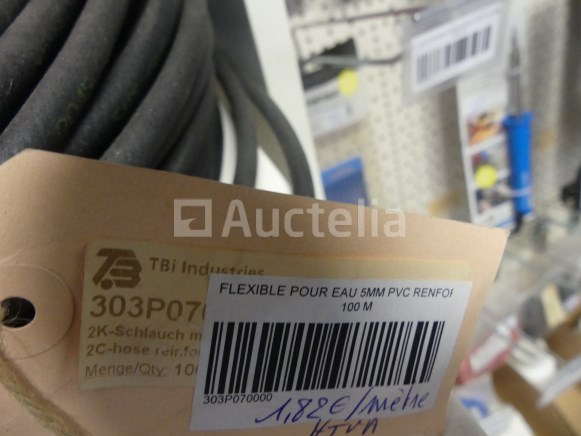 Auctelia
TBi Industries
303P070
2K-Schlauch
2C-hose
Menge/Qty:
FLEXIBLE POUR EAU 5MM PVC RENFOR
100 M
303P070000
1,82€/mètre
HTVA